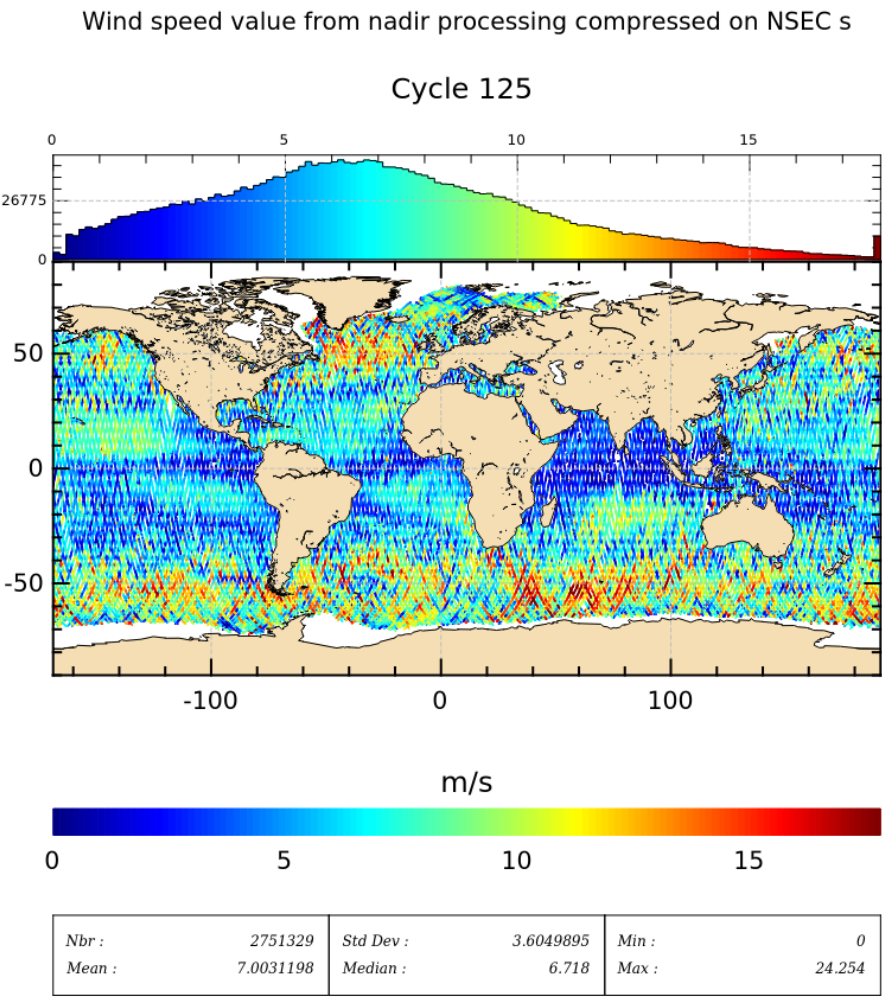 Wind speed value from nadir processing compressed on NSEC s
Cycle 125
0 5 10 15
26775
0
50
0
-50
-100 0 100
m/s
0 5 10 15
Nbr : 2751329 Std Dev : 3.6049895 Min : 0
Mean : 7.0031198 Median : 6.718 Max : 24.254